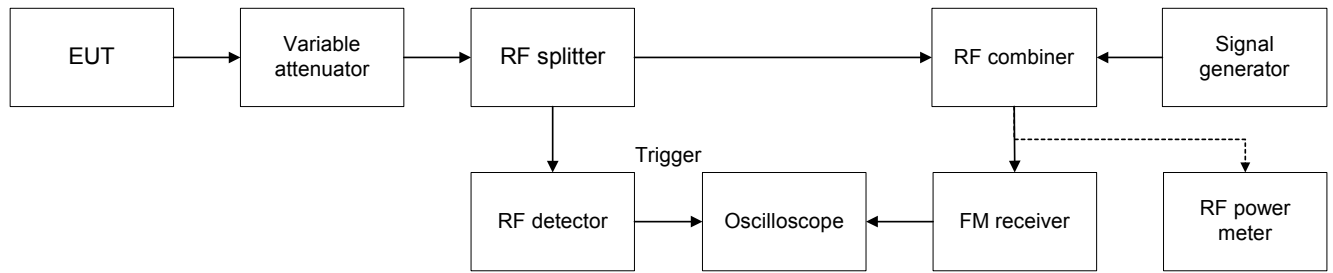 EUT
Variable
attenuator
RF splitter
RF combiner
Signal
generator
Trigger
RF detector
Oscilloscope
FM receiver
RF power
meter